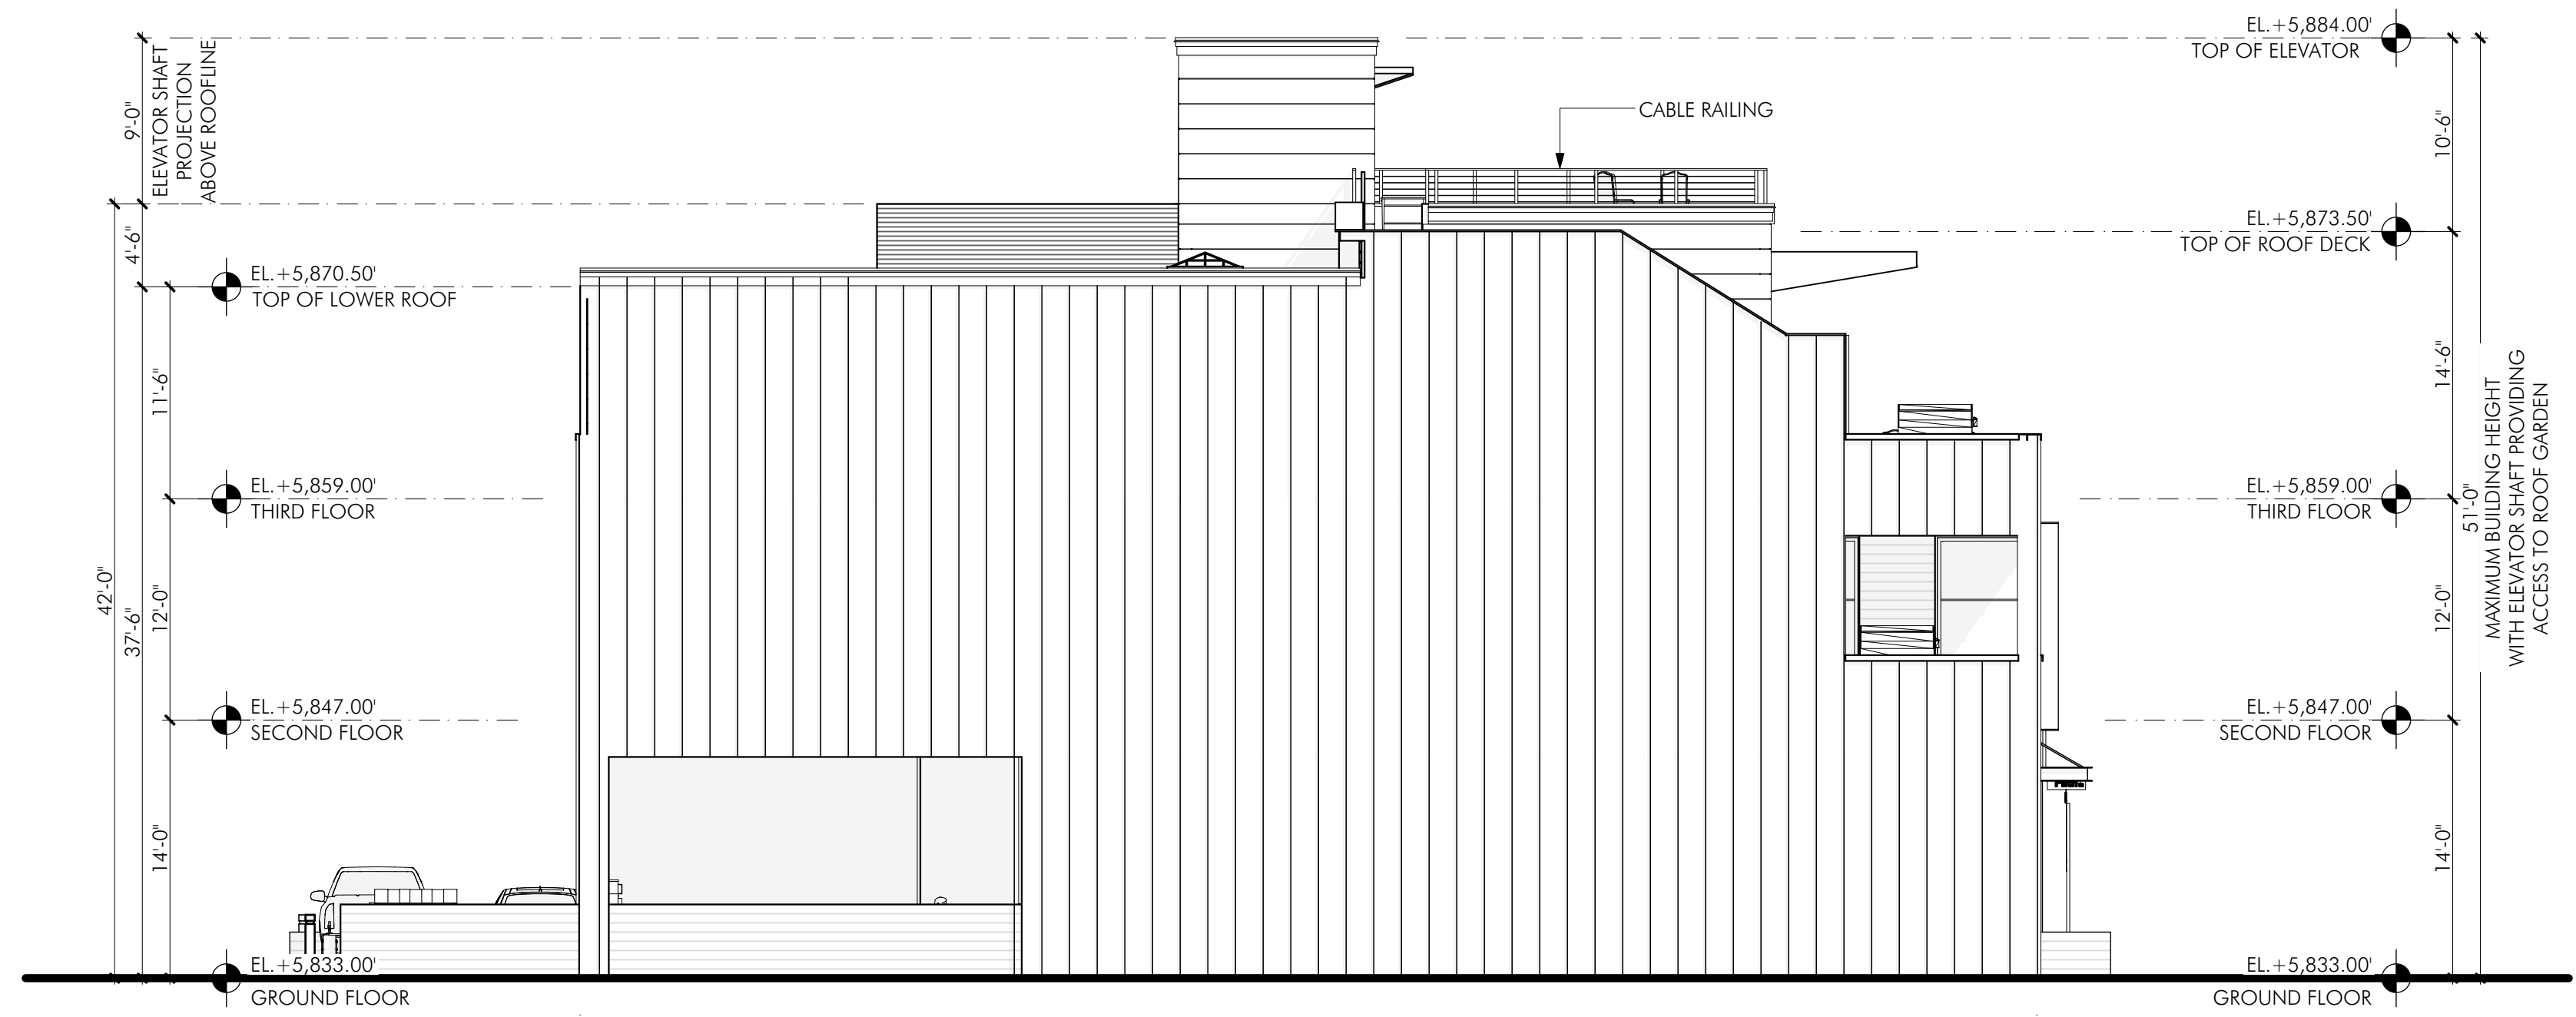 EL.+5,884.00'
TOP OF ELEVATOR
9'-0"
ELEVATOR SHAFT
PROJECTION
ABOVE ROOFLINE
CABLE RAILING
10'-6"
EL.+5,873.50'
TOP OF ROOF DECK
4'-6"
EL.+5,870.50'
TOP OF LOWER ROOF
11'-6"
14'-6"
EL.+5,859.00'
THIRD FLOOR
EL.+5,859.00'
THIRD FLOOR
51'-0"
MAXIMUM BUILDING HEIGHT
WITH ELEVATOR SHAFT PROVIDING
ACCESS TO ROOF GARDEN
42'-0"
37'-6"
12'-0"
12'-0"
EL.+5,847.00'
SECOND FLOOR
EL.+5,847.00'
SECOND FLOOR
14'-0"
14'-0"
EL.+5,833.00'
GROUND FLOOR
EL.+5,833.00'
GROUND FLOOR